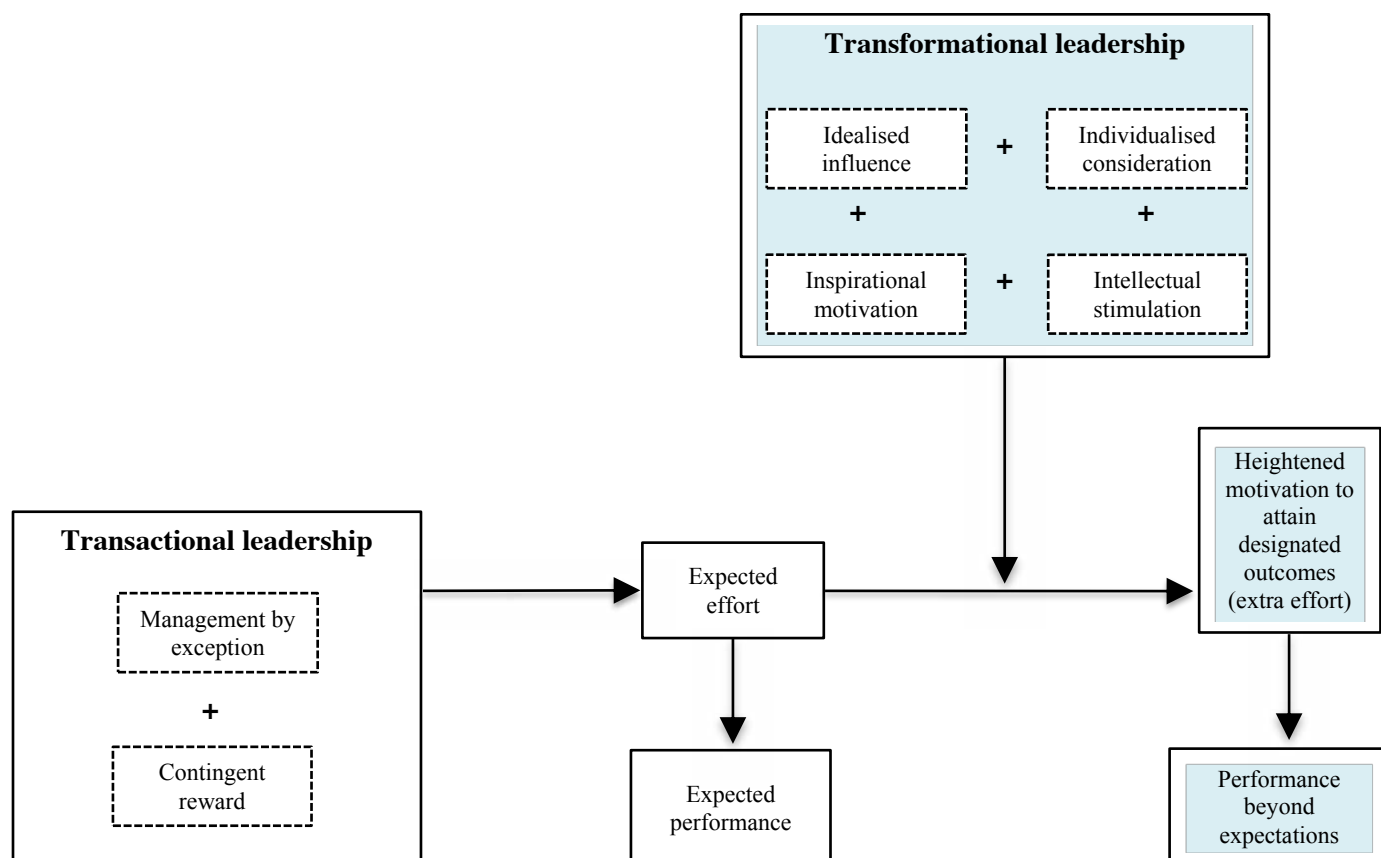 Transformational leadership
Idealised
influence
+
Individualised
consideration
+
+
Inspirational
motivation
+
Intellectual
stimulation
Transactional leadership
Management by
exception
+
Contingent
reward
Expected
effort
Expected
performance
Heightened
motivation to
attain
designated
outcomes
(extra effort)
Performance
beyond
expectations